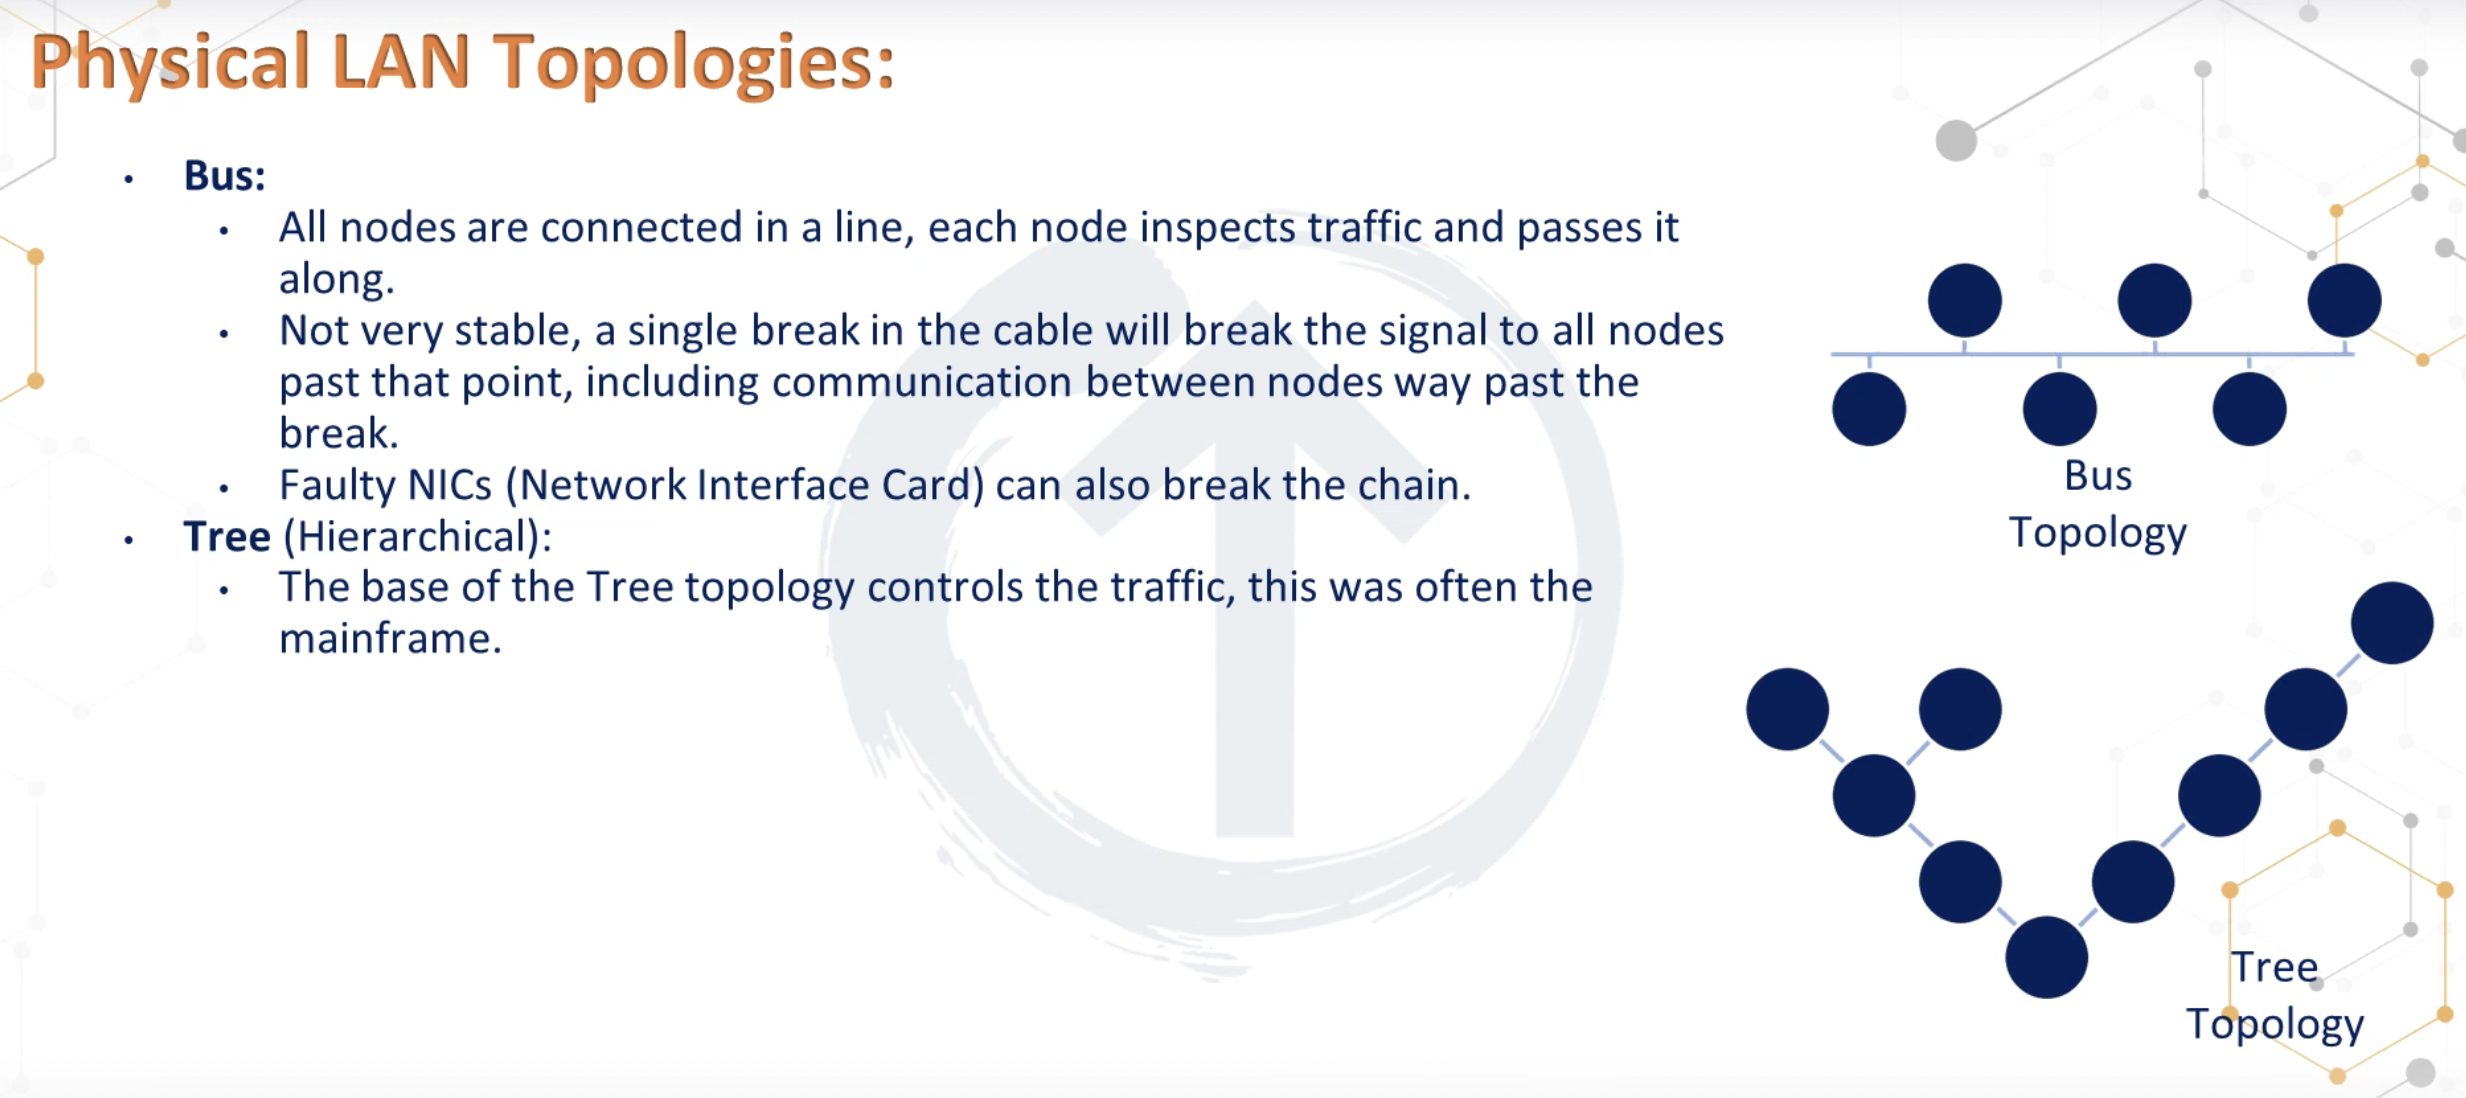 Physical LAN Topologies:
• Bus:
• All nodes are connected in a line, each node inspects traffic and passes it
along.
• Not very stable, a single break in the cable will break the signal to all nodes
past that point, including communication between nodes way past the
break.
• Faulty NICs (Network Interface Card) can also break the chain.
• Tree (Hierarchical):
• The base of the Tree topology controls the traffic, this was often the
mainframe.
Bus
Topology
Tree
Topology